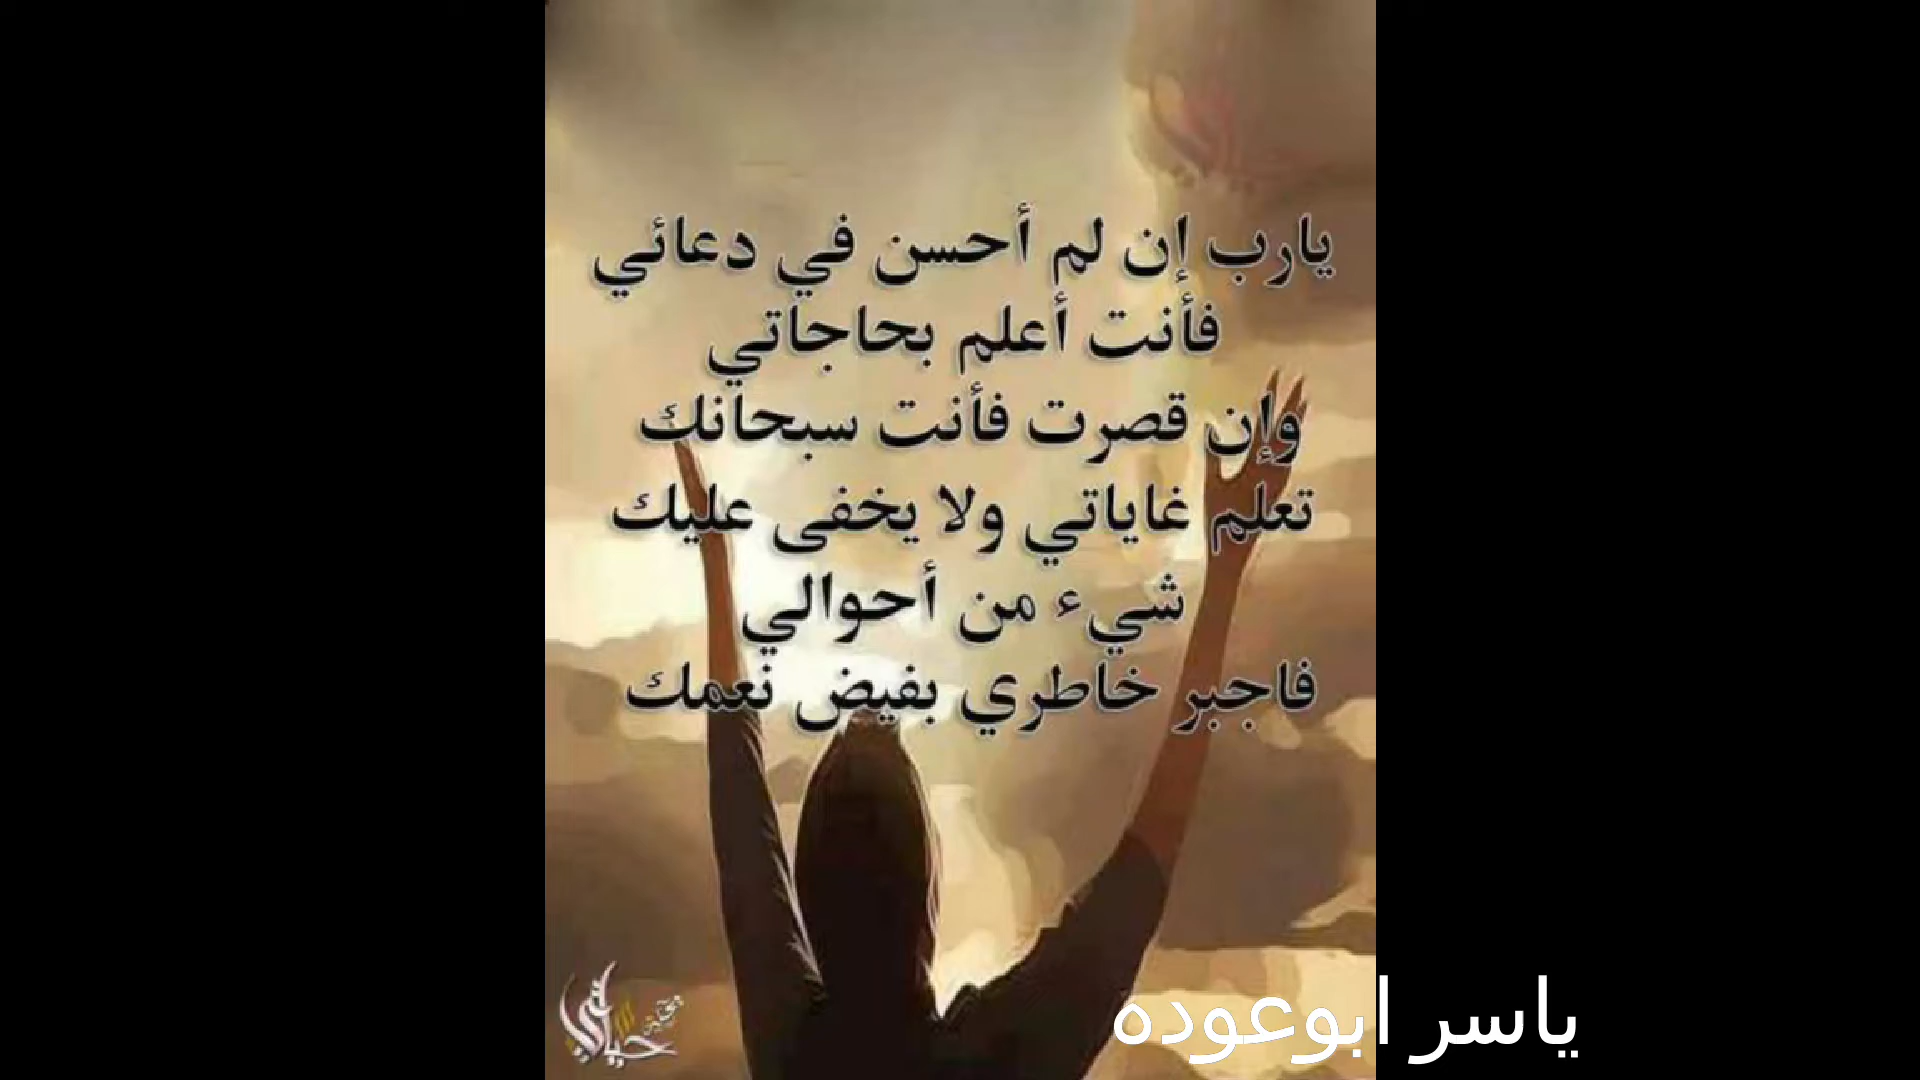 يارب إن لم أحسن في دعائي
فأنت أعلم بحاجاتي
وإن قصرت فأنت سبحانك
تعلم غاياتي ولا يخفى عليك
شيء من أحوالي
فاجبر خاطري بفيض نعمك
ياسر ابوعوده